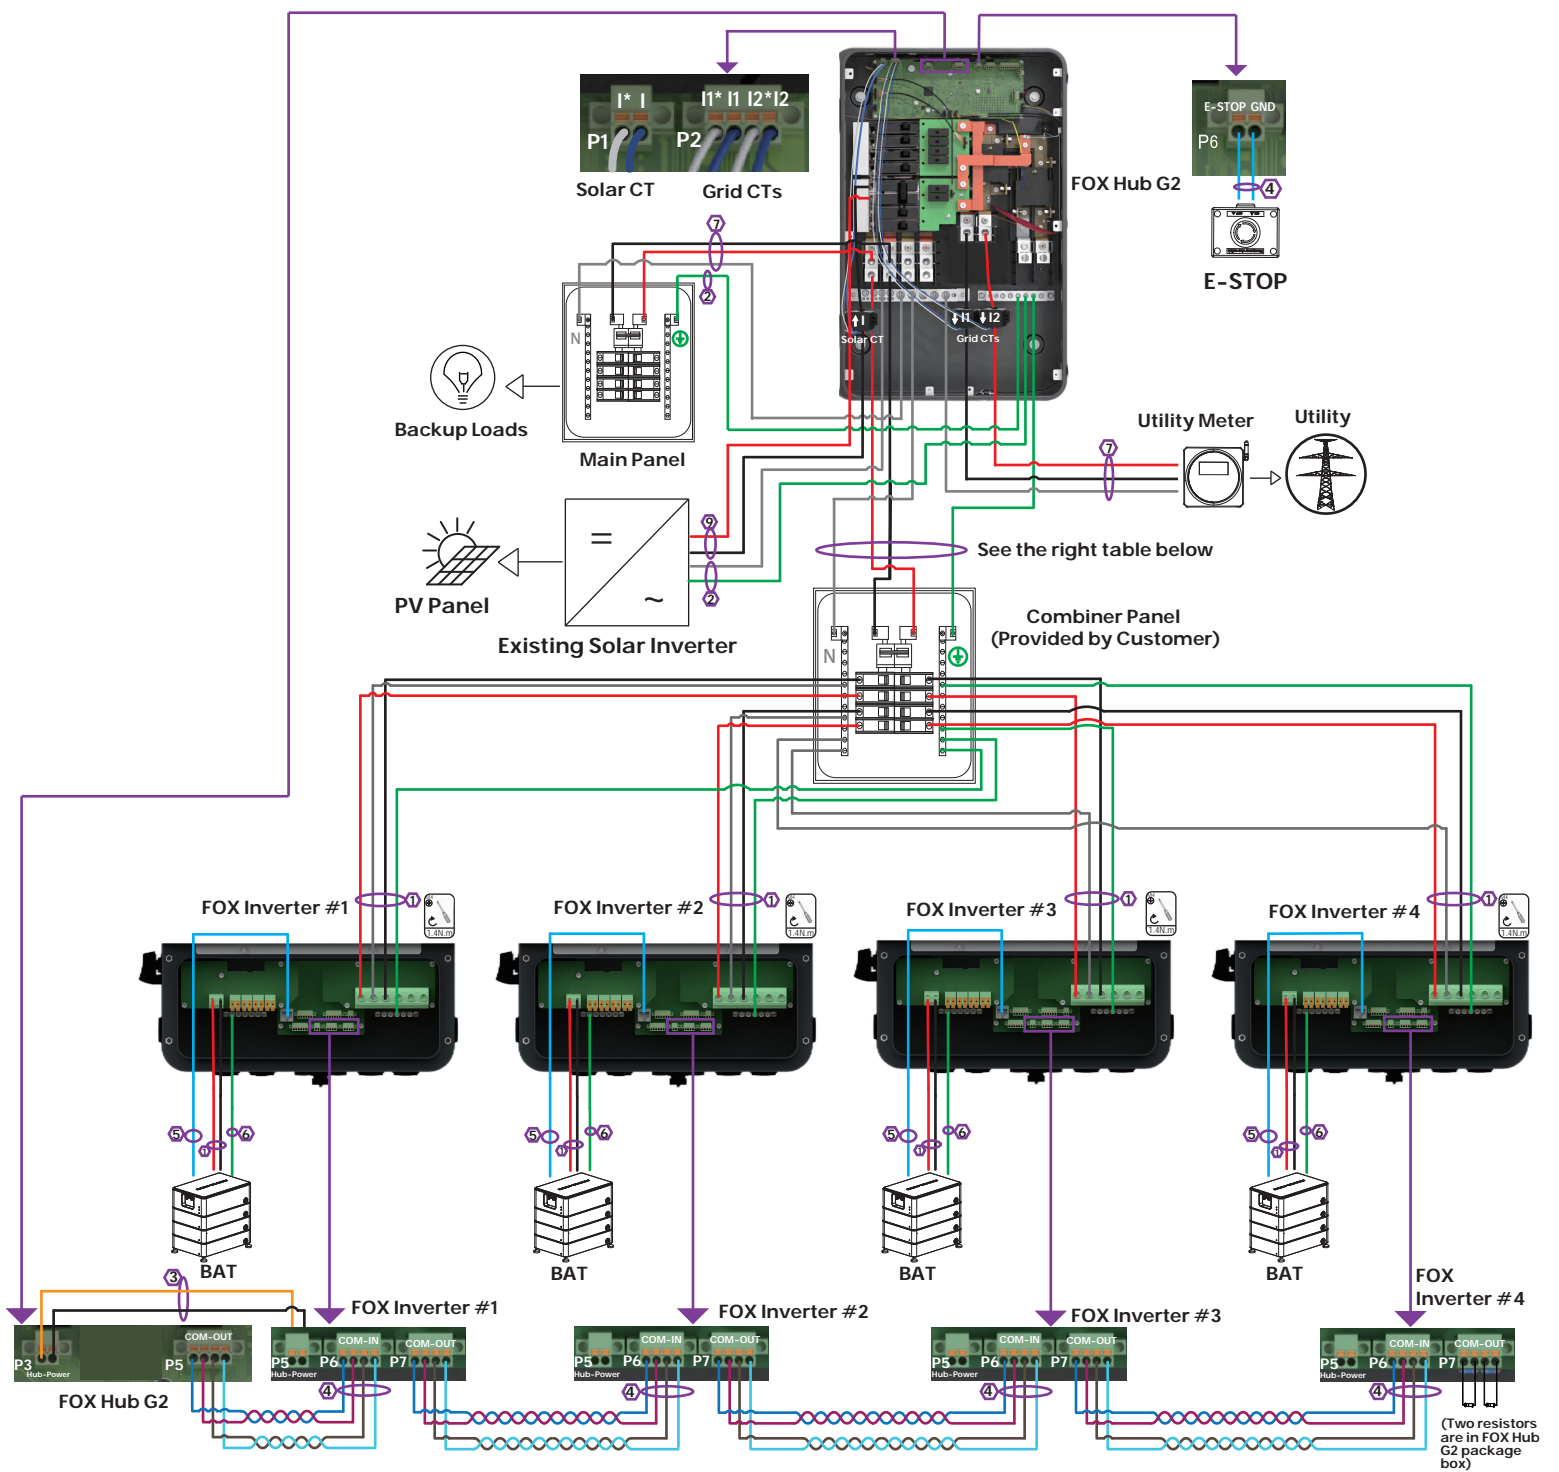 I* I
I1* I1 I2* I2
P1
P2
Solar CT
Grid CTs
FOX Hub G2
E-STOP GND
P6
4
E-STOP
7
2
N
Backup Loads
Main Panel
I
Solar CT
I1 I2
Grid CTs
Utility Meter
Utility
7
9
2
PV Panel
Existing Solar Inverter
See the right table below
Combiner Panel
(Provided by Customer)
N
FOX Inverter #1
1
1.4N.m
FOX Inverter #2
1
1.4N.m
FOX Inverter #3
1
1.4N.m
FOX Inverter #4
1
1.4N.m
5
1
6
BAT
5
1
6
BAT
5
1
6
BAT
5
1
6
BAT
3
FOX Inverter #1
FOX Inverter #2
FOX Inverter #3
FOX
Inverter #4
P3
Hub-Power
P5
COM-OUT
FOX Hub G2
P5
Hub-Power
P6
COM-IN
P7
COM-OUT
4
P5
Hub-Power
P6
COM-IN
P7
COM-OUT
4
P5
Hub-Power
P6
COM-IN
P7
COM-OUT
4
P5
Hub-Power
P6
COM-IN
P7
COM-OUT
4
(Two resistors
are in FOX Hub
G2 package
box)